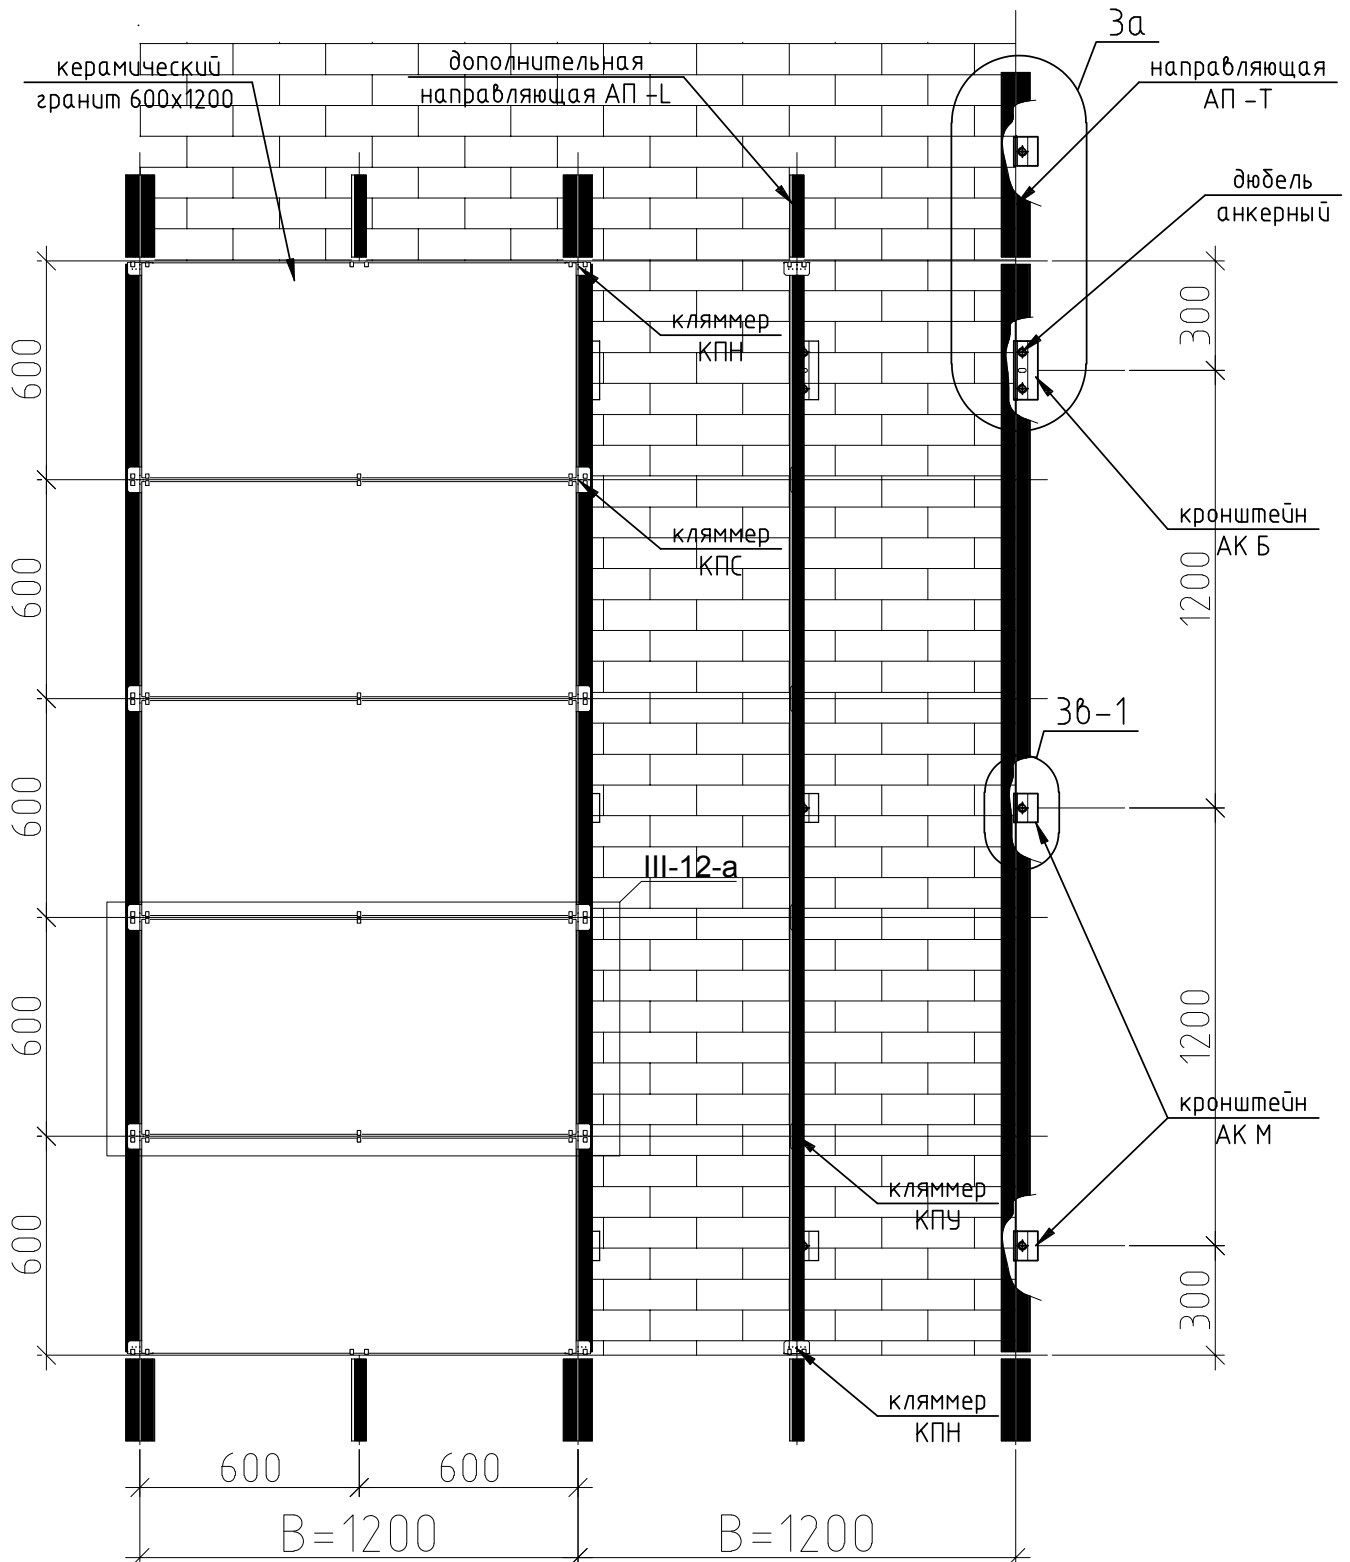 3а
керамический
гранит 600х1200
дополнительная
направляющая АП -L
направляющая
АП -Т
дюбель
анкерный
300
кляммер
КПН
600
кронштейн
АК Б
кляммер
КПС
600
1200
3в-1
600
III-12-а
600
1200
кронштейн
АК М
кляммер
КПУ
600
300
кляммер
КПН
600
600
В=1200
В=1200